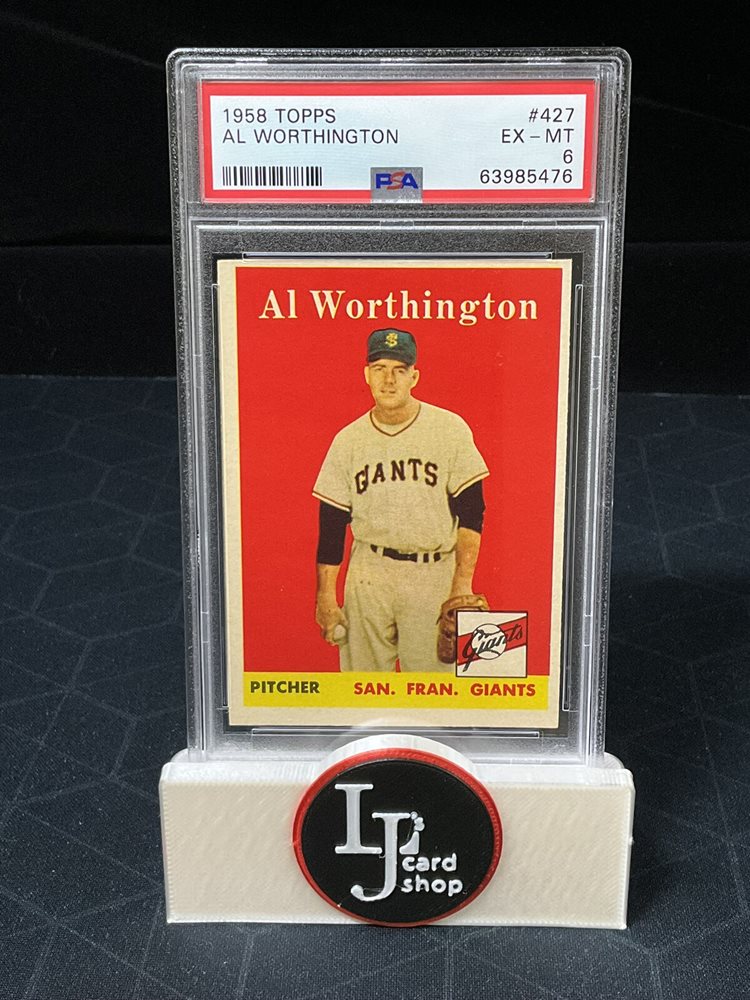 1958 TOPPS #427
AL WORTHINGTON EX - MT
6
PSA 63985476
Al Worthington
SF
GIANTS
Giants
PITCHER SAN. FRAN. GIANTS
LJ's
card
shop